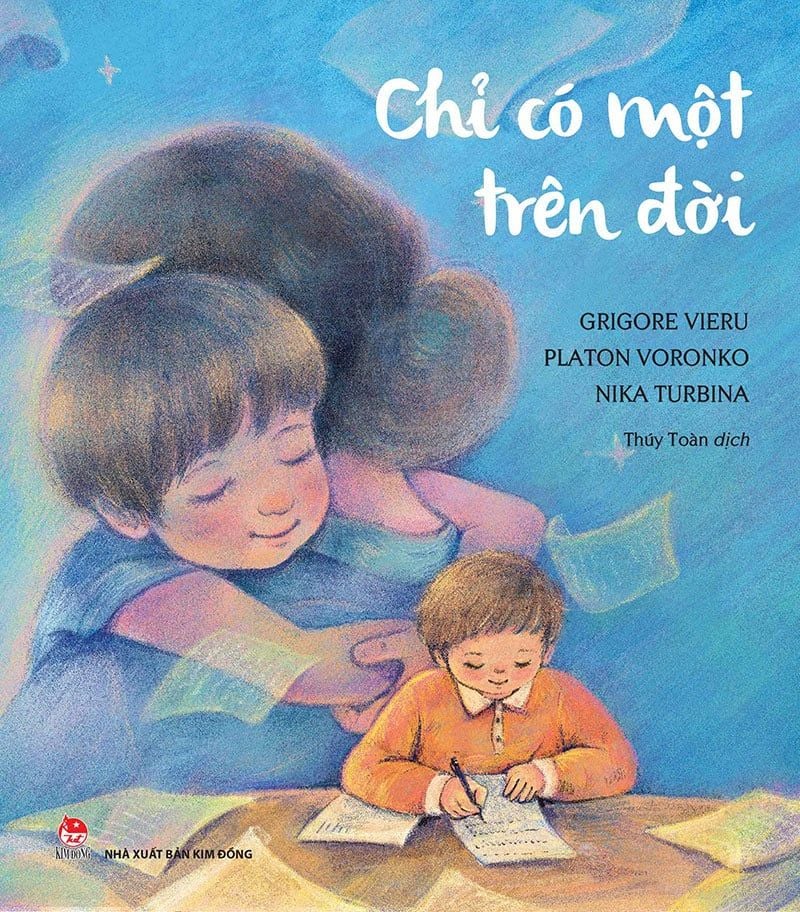 Chỉ có một
trên đời
GRIGORE VIERU
PLATON VORONKO
NIKA TURBINA
Thúy Toàn dịch
KIM ĐỒNG
NHÀ XUẤT BẢN KIM ĐỒNG